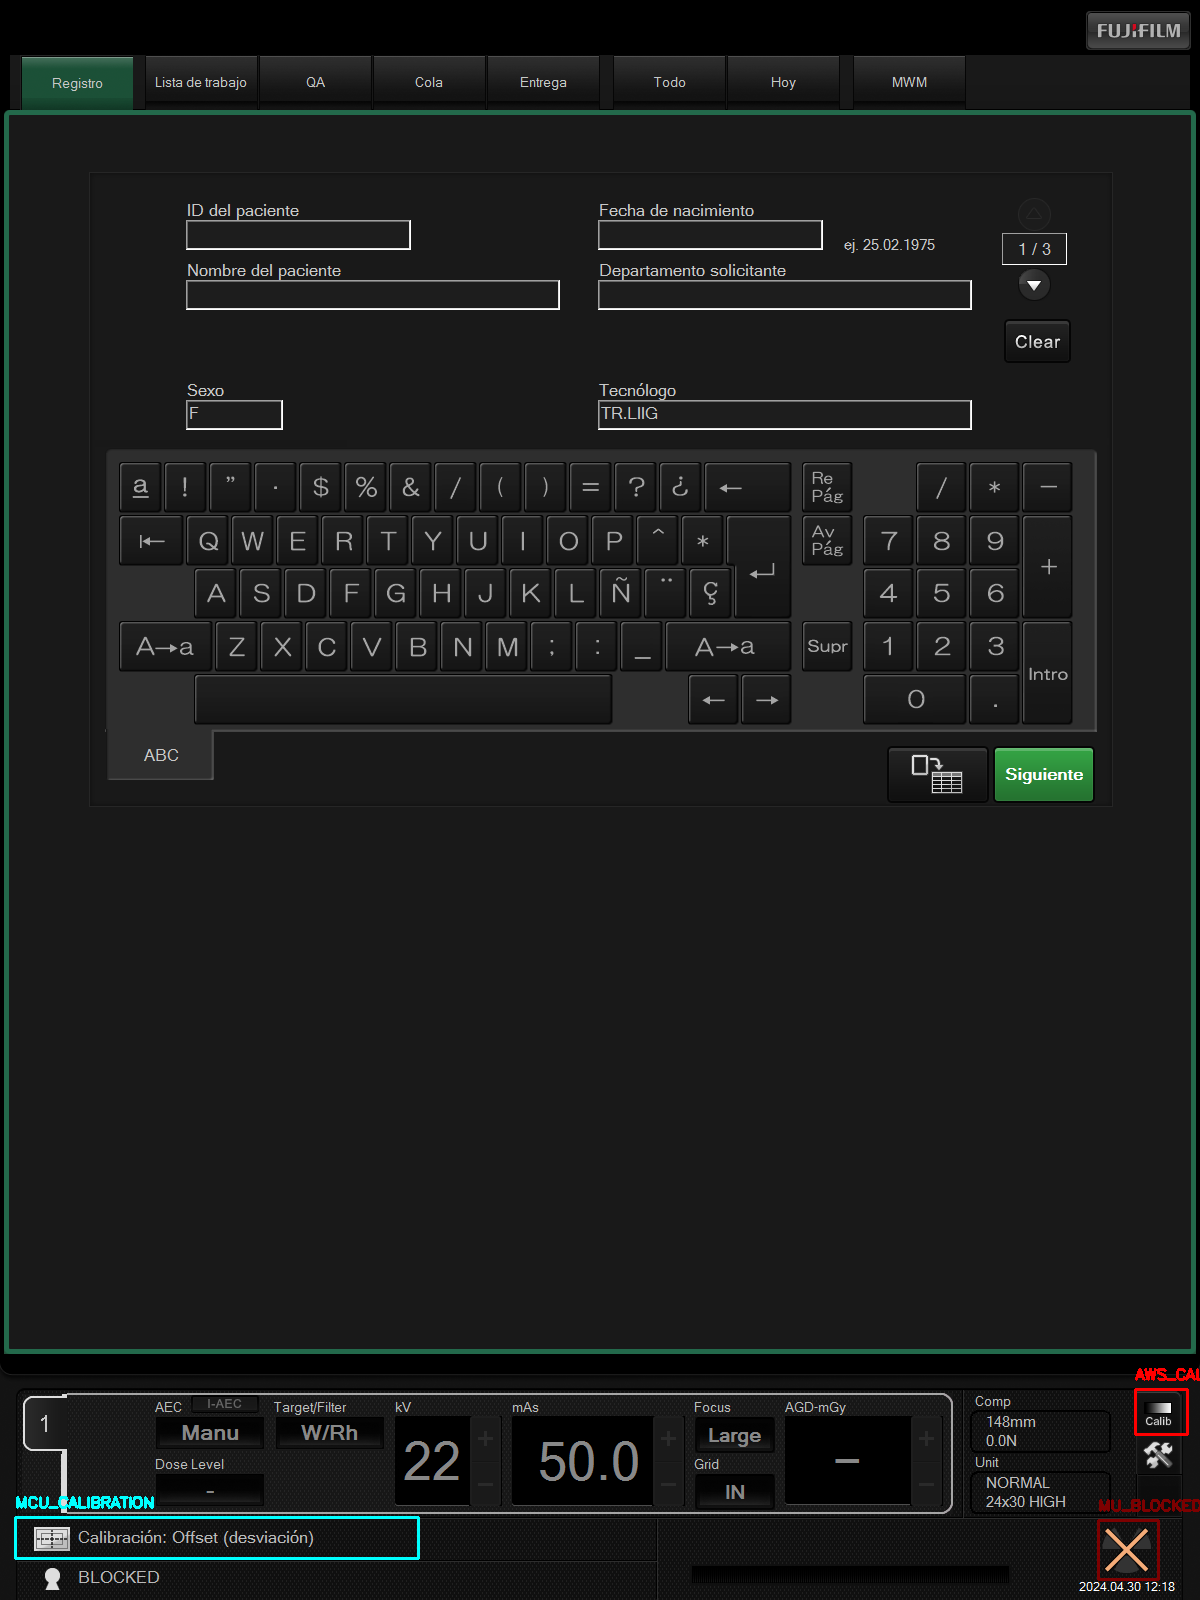 FUJIFILM
Registro
Lista de trabajo
QA
Cola
Entrega
Todo
Hoy
MWM
ID del paciente
Fecha de nacimiento
ej. 25.02.1975
1 / 3
Nombre del paciente
Departamento solicitante
Clear
Sexo
F
Tecnólogo
TR.LIIG
a ! " · $ % & / ( ) = ? ¿ ← Re Pág / * −
|← Q W E R T Y U I O P ^ * Av Pág 7 8 9 +
A S D F G H J K L Ñ ¨ Ç ↵ 4 5 6
A→a Z X C V B N M ; : _ A→a Supr 1 2 3 Intro
← → 0 .
ABC
Siguiente
AWS_CAL
1
AEC I-AEC
Manu
Dose Level
-
Target/Filter
W/Rh
kV
22
+
−
mAs
50.0
+
−
Focus
Large
Grid
IN
AGD-mGy
−
+
−
Comp
148mm
0.0N
Unit
NORMAL
24x30 HIGH
Calib
MCU_CALIBRATION
MU_BLOCKED
Calibración: Offset (desviación)
BLOCKED
2024.04.30 12:18